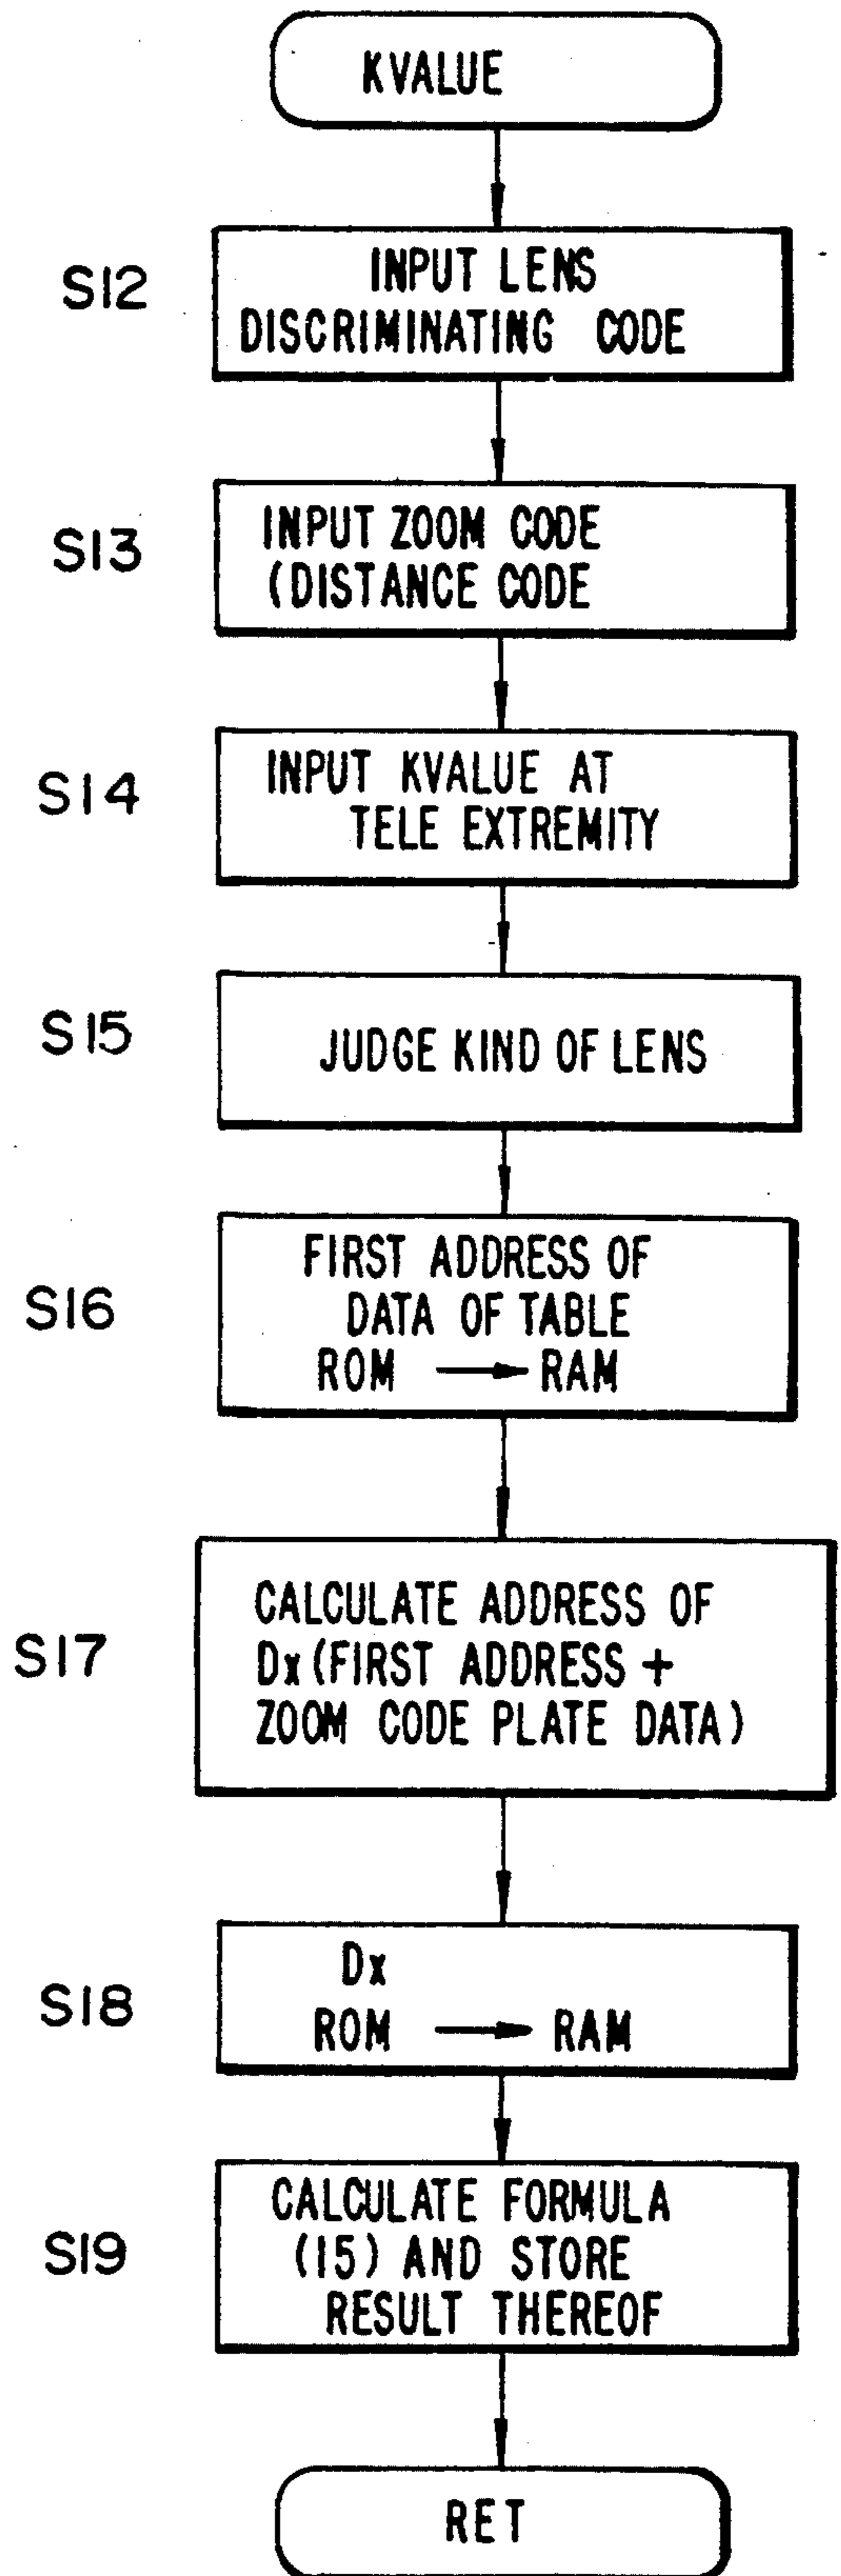 KVALUE
S12
INPUT LENS
DISCRIMINATING CODE
S13
INPUT ZOOM CODE
(DISTANCE CODE
S14
INPUT KVALUE AT
TELE EXTREMITY
S15
JUDGE KIND OF LENS
S16
FIRST ADDRESS OF
DATA OF TABLE
ROM → RAM
S17
CALCULATE ADDRESS OF
Dx (FIRST ADDRESS +
ZOOM CODE PLATE DATA)
S18
Dx
ROM → RAM
S19
CALCULATE FORMULA
(15) AND STORE
RESULT THEREOF
RET